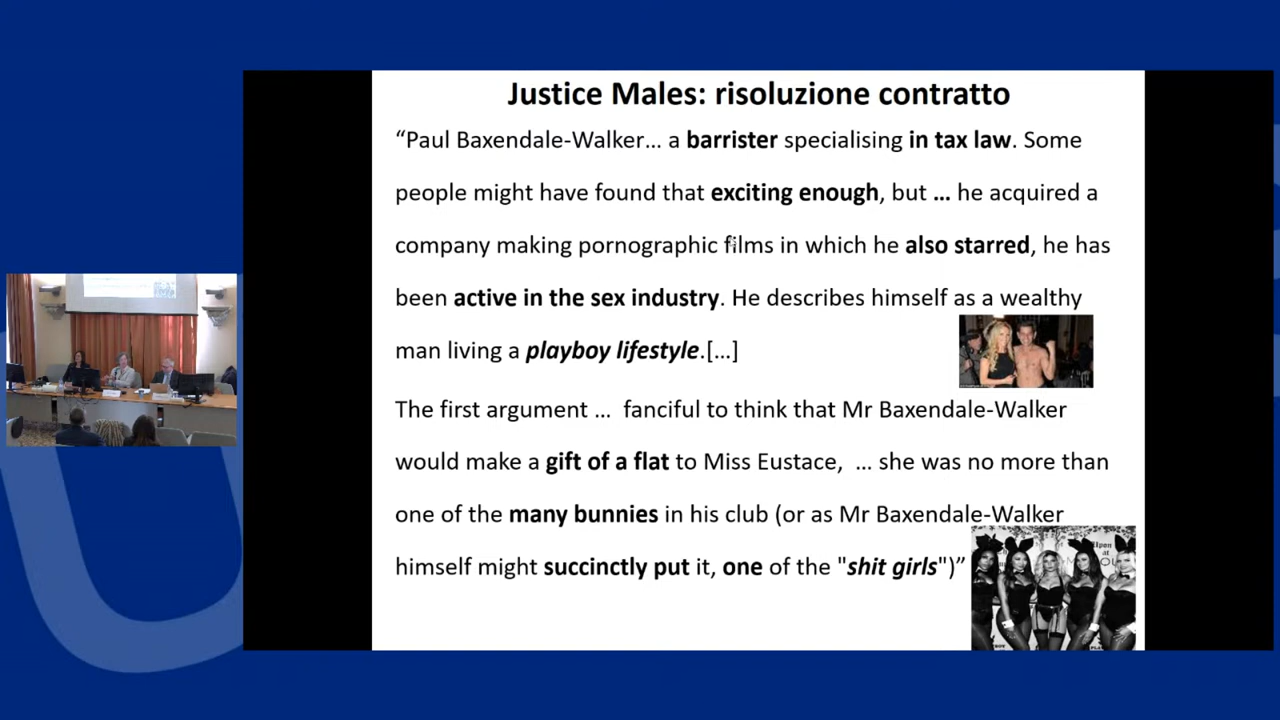 Justice Males: risoluzione contratto
“Paul Baxendale-Walker… a barrister specialising in tax law. Some
people might have found that exciting enough, but … he acquired a
company making pornographic films in which he also starred, he has
been active in the sex industry. He describes himself as a wealthy
man living a playboy lifestyle.[…]
The first argument … fanciful to think that Mr Baxendale-Walker
would make a gift of a flat to Miss Eustace, … she was no more than
one of the many bunnies in his club (or as Mr Baxendale-Walker
himself might succinctly put it, one of the "shit girls")”